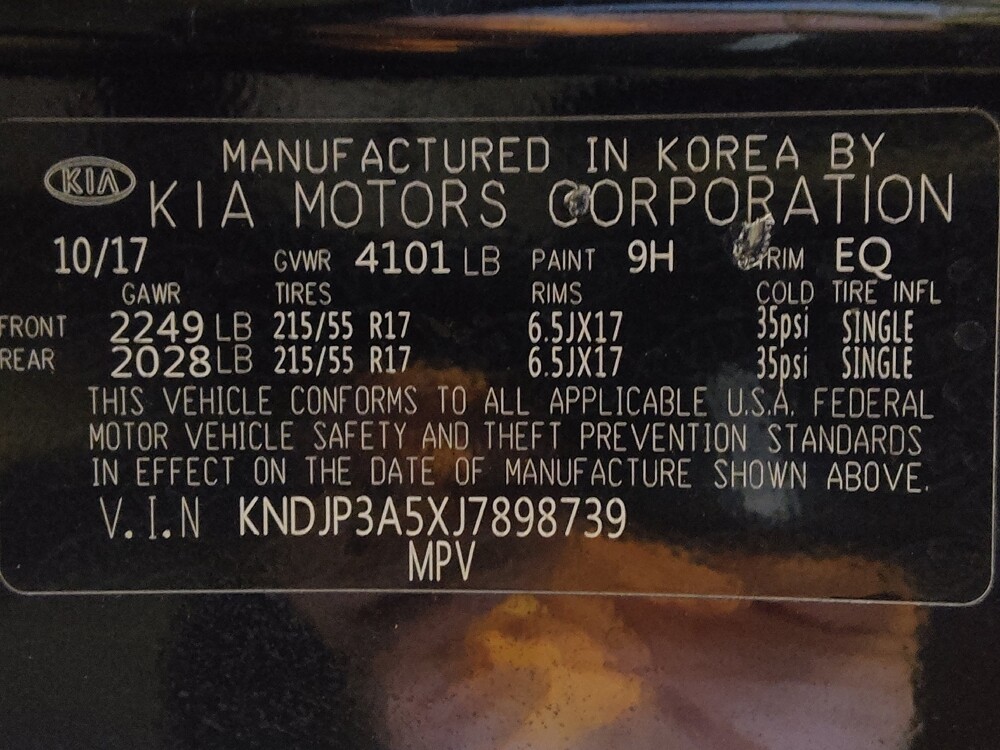 MANUFACTURED IN KOREA BY
KIA KIA MOTORS CORPORATION
10/17 GVWR 4101 LB PAINT 9H TRIM EQ
GAWR TIRES RIMS COLD TIRE INFL
FRONT 2249 LB 215/55 R17 6.5JX17 35psi SINGLE
REAR 2028 LB 215/55 R17 6.5JX17 35psi SINGLE
THIS VEHICLE CONFORMS TO ALL APPLICABLE U.S.A. FEDERAL
MOTOR VEHICLE SAFETY AND THEFT PREVENTION STANDARDS
IN EFFECT ON THE DATE OF MANUFACTURE SHOWN ABOVE.
V.I.N KNDJP3A5XJ7898739
MPV